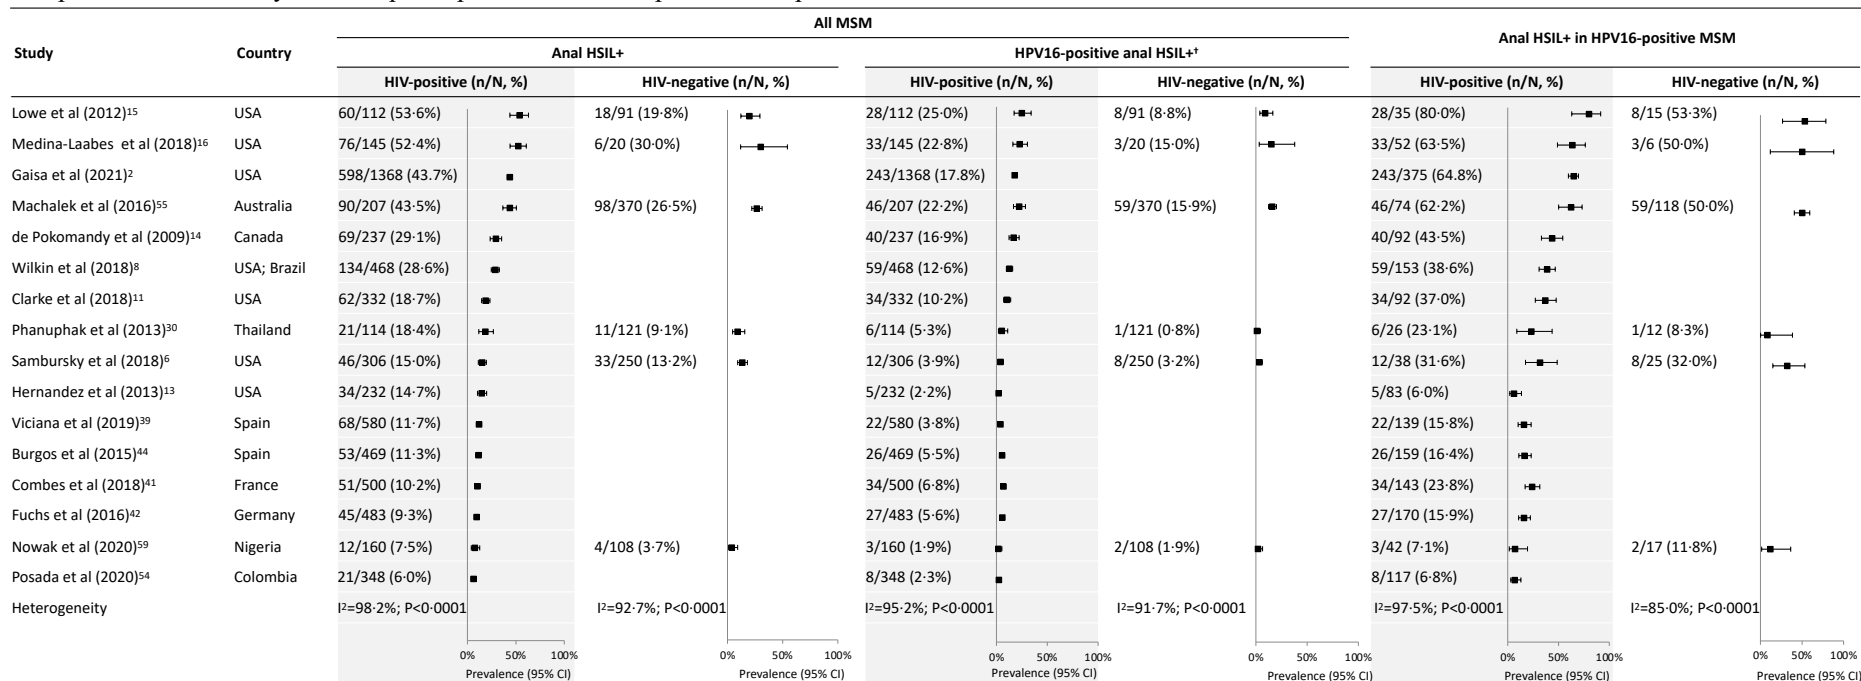 All MSM
Anal HSIL+ in HPV16-positive MSM
Study Country Anal HSIL+ HPV16-positive anal HSIL+†
HIV-positive (n/N, %) HIV-negative (n/N, %) HIV-positive (n/N, %) HIV-negative (n/N, %) HIV-positive (n/N, %) HIV-negative (n/N, %)
Lowe et al (2012)15 USA 60/112 (53·6%) 18/91 (19.8%) 28/112 (25.0%) 8/91 (8·8%) 28/35 (80·0%) 8/15 (53·3%)
Medina-Laabes et al (2018)16 USA 76/145 (52·4%) 6/20 (30·0%) 33/145 (22·8%) 3/20 (15·0%) 33/52 (63·5%) 3/6 (50·0%)
Gaisa et al (2021)2 USA 598/1368 (43.7%) 243/1368 (17.8%) 243/375 (64.8%)
Machalek et al (2016)55 Australia 90/207 (43·5%) 98/370 (26·5%) 46/207 (22·2%) 59/370 (15·9%) 46/74 (62·2%) 59/118 (50·0%)
de Pokomandy et al (2009)14 Canada 69/237 (29·1%) 40/237 (16·9%) 40/92 (43·5%)
Wilkin et al (2018)8 USA; Brazil 134/468 (28·6%) 59/468 (12·6%) 59/153 (38·6%)
Clarke et al (2018)11 USA 62/332 (18·7%) 34/332 (10·2%) 34/92 (37·0%)
Phanuphak et al (2013)30 Thailand 21/114 (18·4%) 11/121 (9·1%) 6/114 (5·3%) 1/121 (0·8%) 6/26 (23·1%) 1/12 (8·3%)
Sambursky et al (2018)6 USA 46/306 (15·0%) 33/250 (13·2%) 12/306 (3·9%) 8/250 (3·2%) 12/38 (31·6%) 8/25 (32·0%)
Hernandez et al (2013)13 USA 34/232 (14·7%) 5/232 (2·2%) 5/83 (6·0%)
Viciana et al (2019)39 Spain 68/580 (11·7%) 22/580 (3·8%) 22/139 (15·8%)
Burgos et al (2015)44 Spain 53/469 (11·3%) 26/469 (5·5%) 26/159 (16·4%)
Combes et al (2018)41 France 51/500 (10·2%) 34/500 (6·8%) 34/143 (23·8%)
Fuchs et al (2016)42 Germany 45/483 (9·3%) 27/483 (5·6%) 27/170 (15·9%)
Nowak et al (2020)59 Nigeria 12/160 (7·5%) 4/108 (3·7%) 3/160 (1·9%) 2/108 (1·9%) 3/42 (7·1%) 2/17 (11·8%)
Posada et al (2020)54 Colombia 21/348 (6·0%) 8/348 (2·3%) 8/117 (6·8%)
Heterogeneity I2=98·2%; P<0·0001 I2=92·7%; P<0·0001 I2=95·2%; P<0·0001 I2=91·7%; P<0·0001 I2=97·5%; P<0·0001 I2=85·0%; P<0·0001
0% 50% 100% 0% 50% 100% 0% 50% 100% 0% 50% 100% 0% 50% 100% 0% 50% 100%
Prevalence (95% CI) Prevalence (95% CI) Prevalence (95% CI) Prevalence (95% CI) Prevalence (95% CI) Prevalence (95% CI)